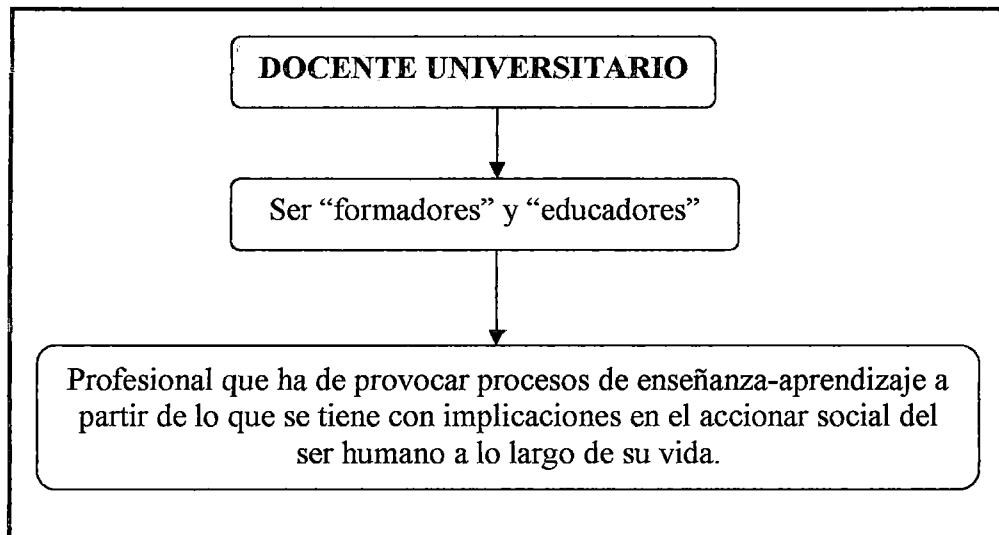 DOCENTE UNIVERSITARIO
Ser “formadores” y “educadores”
Profesional que ha de provocar procesos de enseñanza-aprendizaje a
partir de lo que se tiene con implicaciones en el accionar social del
ser humano a lo largo de su vida.